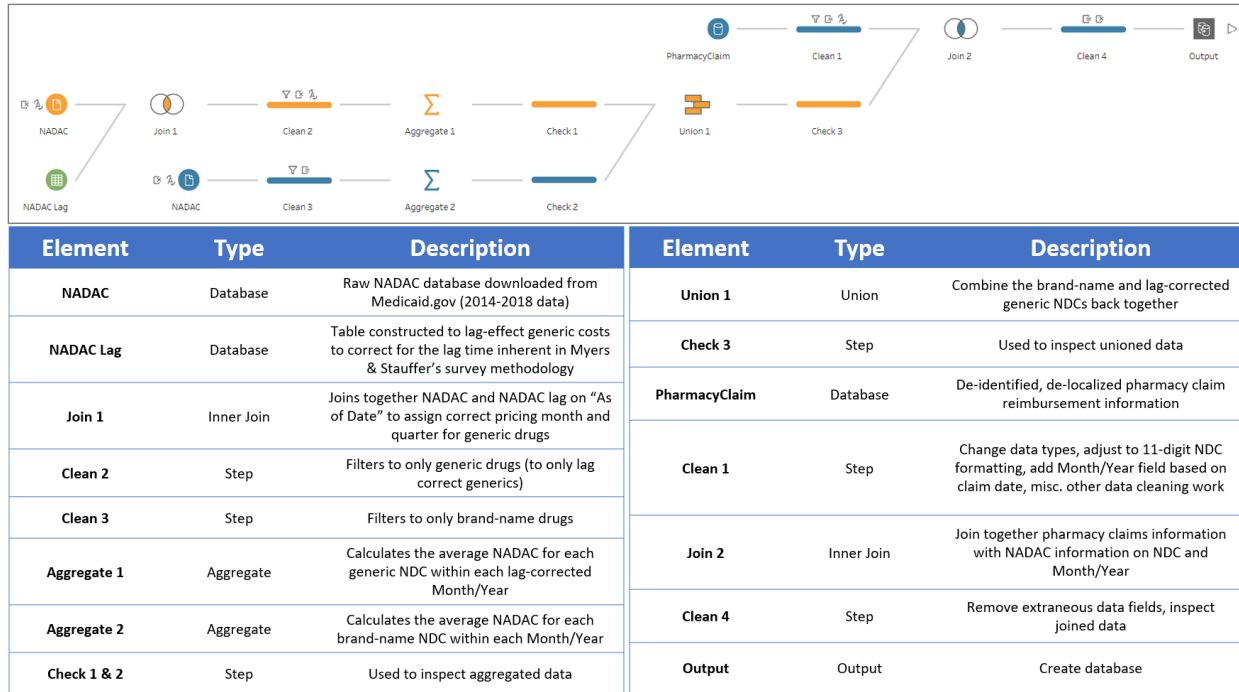 PharmacyClaim
Clean 1
Join 2
Clean 4
Output
NADAC
Join 1
Clean 2
Aggregate 1
Check 1
Union 1
Check 3
NADAC Lag
NADAC
Clean 3
Aggregate 2
Check 2
Element Type Description
NADAC Database Raw NADAC database downloaded from
Medicaid.gov (2014-2018 data)
NADAC Lag Database Table constructed to lag-effect generic costs
to correct for the lag time inherent in Myers
& Stauffer's survey methodology
Join 1 Inner Join Joins together NADAC and NADAC lag on “As
of Date” to assign correct pricing month and
quarter for generic drugs
Clean 2 Step Filters to only generic drugs (to only lag
correct generics)
Clean 3 Step Filters to only brand-name drugs
Aggregate 1 Aggregate Calculates the average NADAC for each
generic NDC within each lag-corrected
Month/Year
Aggregate 2 Aggregate Calculates the average NADAC for each
brand-name NDC within each Month/Year
Check 1 & 2 Step Used to inspect aggregated data
Element Type Description
Union 1 Union Combine the brand-name and lag-corrected
generic NDCs back together
Check 3 Step Used to inspect unioned data
PharmacyClaim Database De-identified, de-localized pharmacy claim
reimbursement information
Clean 1 Step Change data types, adjust to 11-digit NDC
formatting, add Month/Year field based on
claim date, misc. other data cleaning work
Join 2 Inner Join Join together pharmacy claims information
with NADAC information on NDC and
Month/Year
Clean 4 Step Remove extraneous data fields, inspect
joined data
Output Output Create database